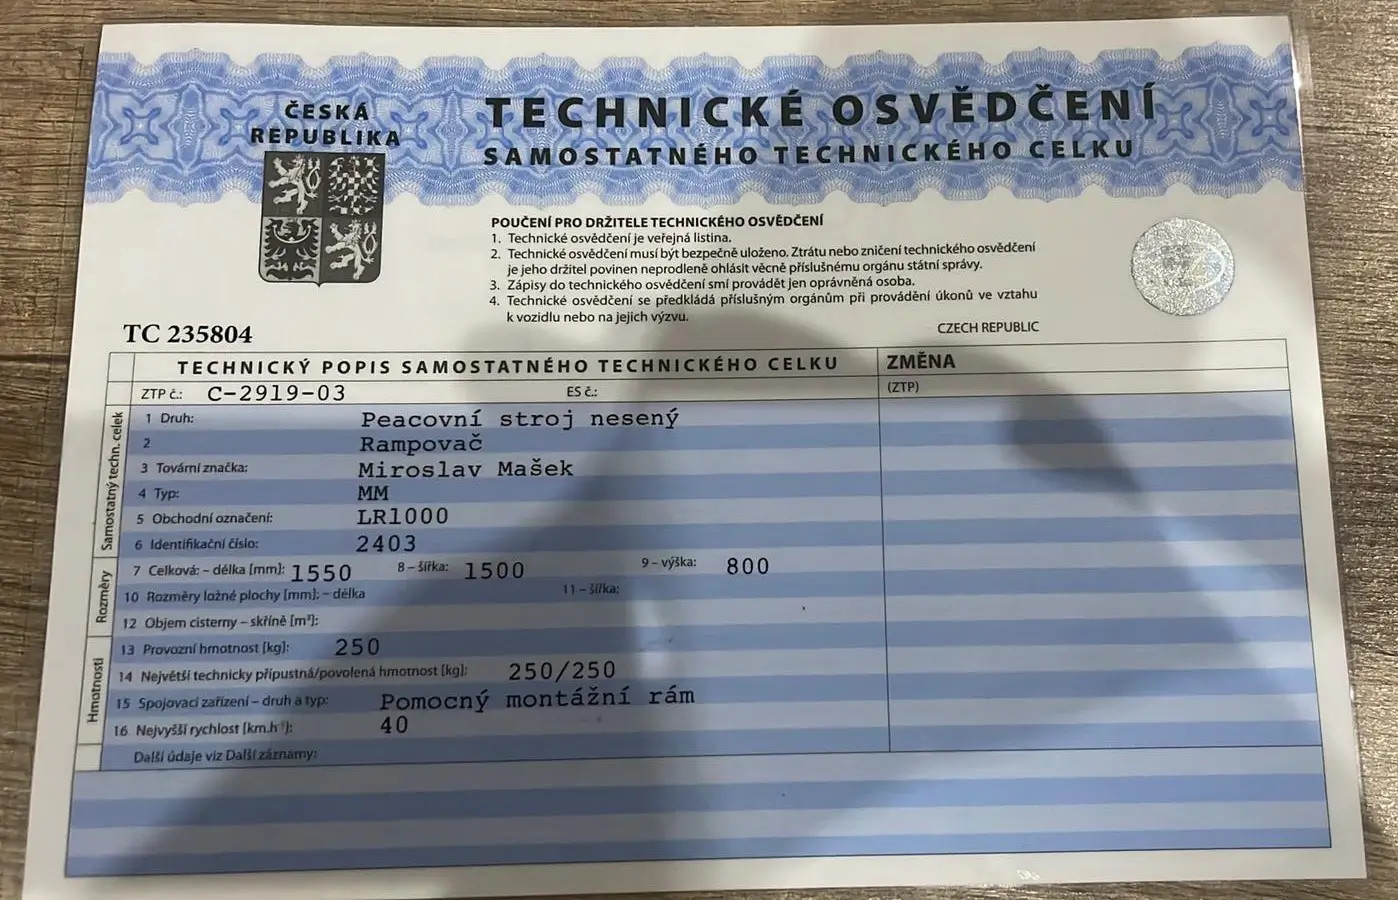 ČESKÁ
REPUBLIKA
TECHNICKÉ OSVĚDČENÍ
SAMOSTATNÉHO TECHNICKÉHO CELKU
POUČENÍ PRO DRŽITELE TECHNICKÉHO OSVĚDČENÍ
1. Technické osvědčení je veřejná listina.
2. Technické osvědčení musí být bezpečně uloženo. Ztrátu nebo zničení technického osvědčení
je jeho držitel povinen neprodleně ohlásit věcně příslušnému orgánu státní správy.
3. Zápisy do technického osvědčení smí provádět jen oprávněná osoba.
4. Technické osvědčení se předkládá příslušným orgánům při provádění úkonů ve vztahu
k vozidlu nebo na jejich výzvu.
CZECH REPUBLIC
TC 235804
TECHNICKÝ POPIS SAMOSTATNÉHO TECHNICKÉHO CELKU ZMĚNA
ZTP č.: C-2919-03 ES č.: (ZTP)
Samostatný techn. celek
1 Druh: Peacovní stroj nesený
2 Rampovač
3 Tovární značka: Miroslav Mašek
4 Typ: MM
5 Obchodní označení: LR1000
6 Identifikační číslo: 2403
Rozměry
7 Celková: – délka [mm]: 1550 8 – šířka: 1500 9 – výška: 800
10 Rozměry ložné plochy [mm]: – délka 11 – šířka:
12 Objem cisterny – skříně [m³]:
Hmotnosti
13 Provozní hmotnost [kg]: 250
14 Největší technicky přípustná/povolená hmotnost [kg]: 250/250
15 Spojovací zařízení – druh a typ: Pomocný montážní rám
16 Nejvyšší rychlost [km.h⁻¹]: 40
Další údaje viz Další záznamy: